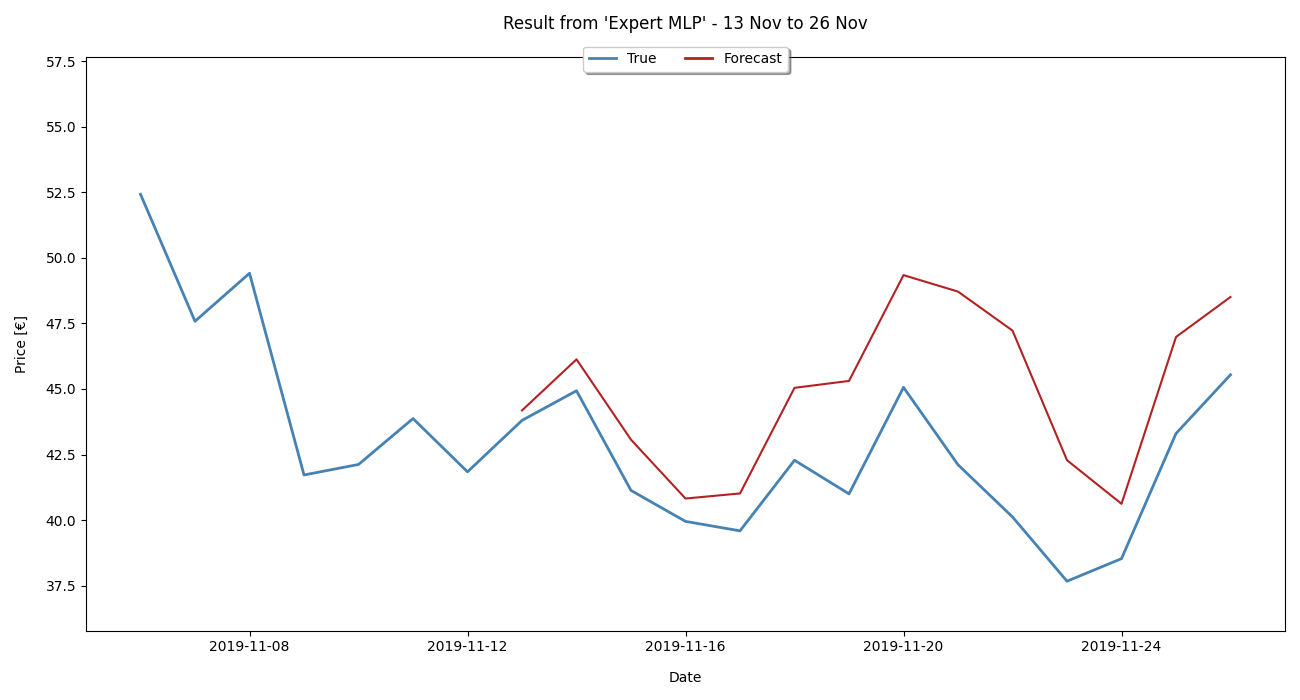 Result from 'Expert MLP' - 13 Nov to 26 Nov
True Forecast
57.5
55.0
52.5
50.0
47.5
45.0
42.5
40.0
37.5
Price [€]
2019-11-08 2019-11-12 2019-11-16 2019-11-20 2019-11-24
Date